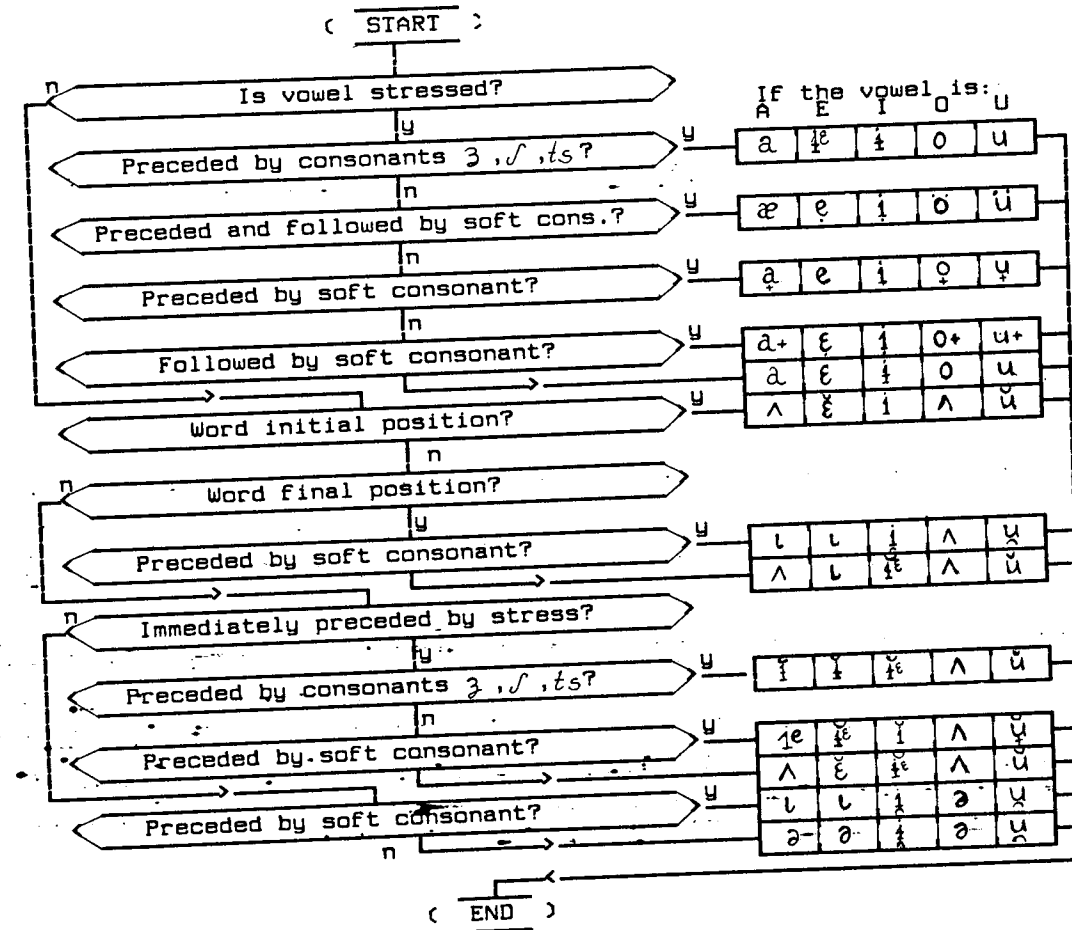 ( START )
n
Is vowel stressed?
If the vowel is:
A E I O U
y
Preceded by consonants ʒ, ʃ, ts?
y
a ɨᵉ ɨ o u
n
Preceded and followed by soft cons.?
y
æ ẹ i̇ ö ü
n
Preceded by soft consonant?
y
a̟ e i o̟ u̟
n
Followed by soft consonant?
y
a+ ɛ̣ i o+ u+
a ɛ ɨ o u
Word initial position?
y
ʌ ɛ̆ i ʌ ŭ
n
n
Word final position?
y
Preceded by soft consonant?
y
ι ι ʌ
ʌ ι ʌ ŭ
n
Immediately preceded by stress?
y
Preceded by consonants ʒ, ʃ, ts?
y
ʌ ŭ
n
Preceded by soft consonant?
y
ʌ
ʌ ɛ̆ ʌ ŭ
Preceded by soft consonant?
y
ι ι ə
n
ə- ə ə
( END )